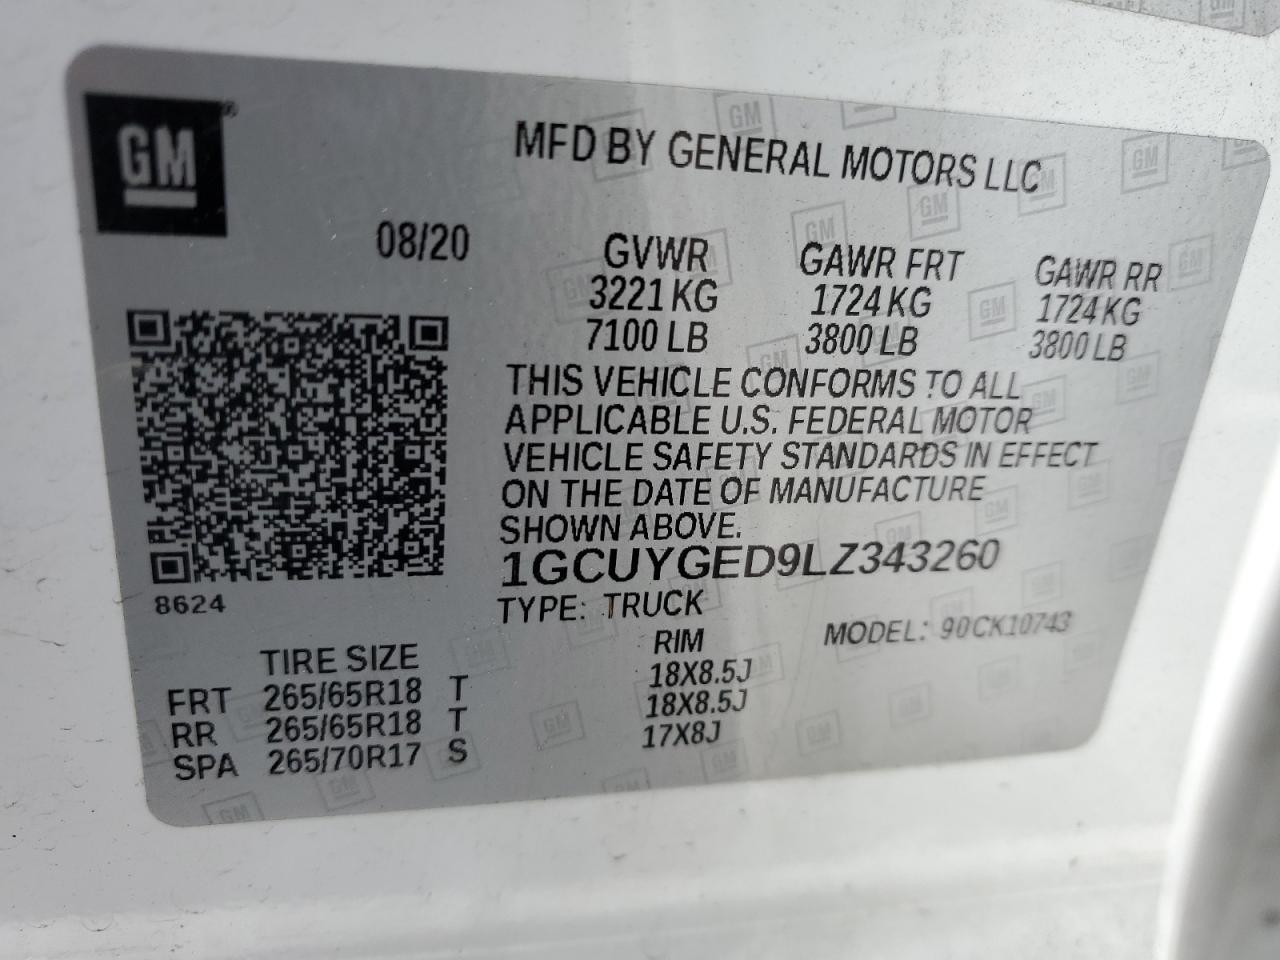 GM
MFD BY GENERAL MOTORS LLC
08/20
GVWR GAWR FRT GAWR RR
3221 KG 1724 KG 1724 KG
7100 LB 3800 LB 3800 LB
THIS VEHICLE CONFORMS TO ALL
APPLICABLE U.S. FEDERAL MOTOR
VEHICLE SAFETY STANDARDS IN EFFECT
ON THE DATE OF MANUFACTURE
SHOWN ABOVE.
1GCUYGED9LZ343260
8624
TYPE: TRUCK
MODEL: 90CK10743
TIRE SIZE RIM
FRT 265/65R18 T 18X8.5J
RR 265/65R18 T 18X8.5J
SPA 265/70R17 S 17X8J